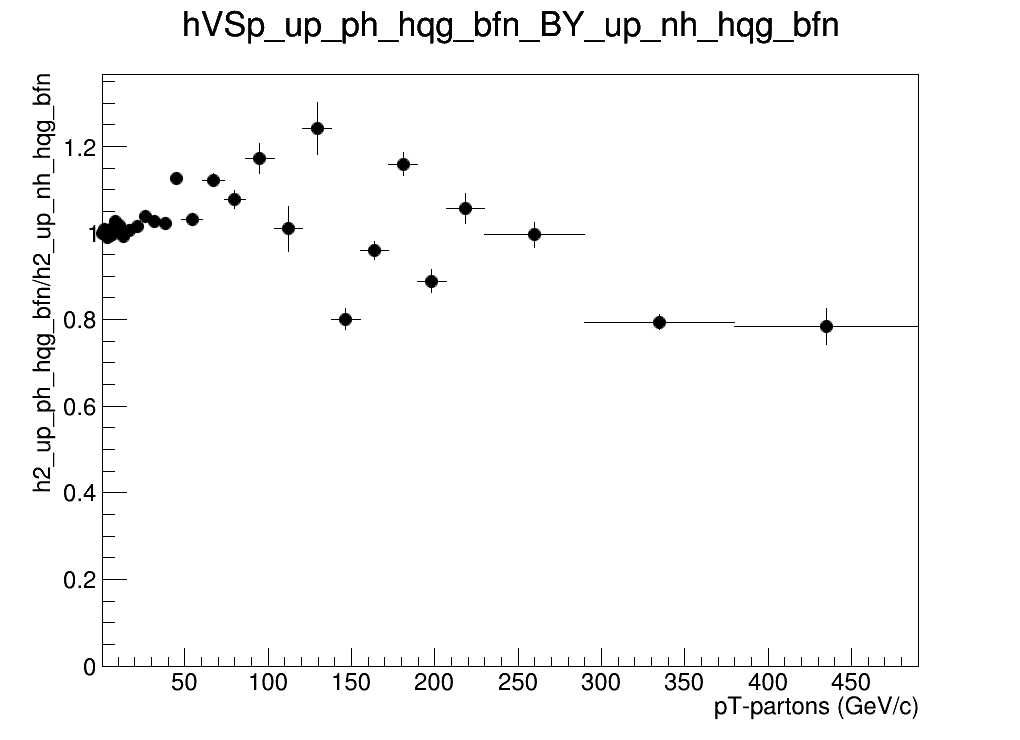 hVSp_up_ph_hqg_bfn_BY_up_nh_hqg_bfn
h2_up_ph_hqg_bfn/h2_up_nh_hqg_bfn
1.2
1
0.8
0.6
0.4
0.2
0
50 100 150 200 250 300 350 400 450
pT-partons (GeV/c)